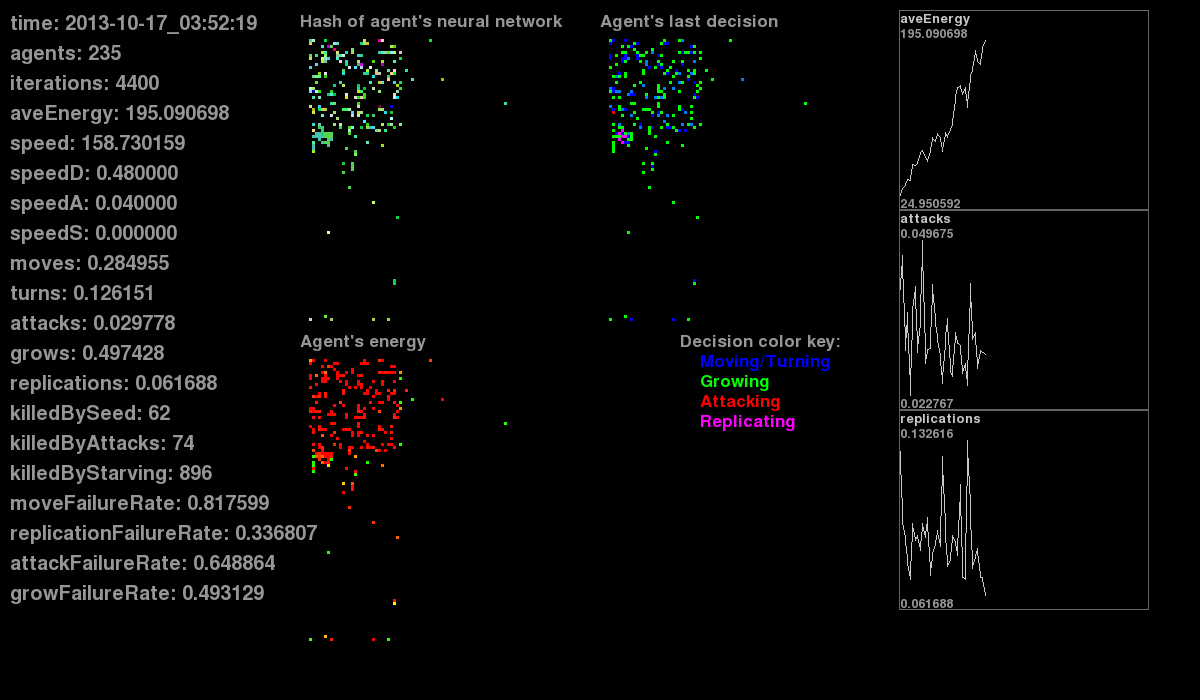 time: 2013-10-17_03:52:19
agents: 235
iterations: 4400
aveEnergy: 195.090698
speed: 158.730159
speedD: 0.480000
speedA: 0.040000
speedS: 0.000000
moves: 0.284955
turns: 0.126151
attacks: 0.029778
grows: 0.497428
replications: 0.061688
killedBySeed: 62
killedByAttacks: 74
killedByStarving: 896
moveFailureRate: 0.817599
replicationFailureRate: 0.336807
attackFailureRate: 0.648864
growFailureRate: 0.493129
Hash of agent's neural network
Agent's last decision
Agent's energy
Decision color key:
Moving/Turning
Growing
Attacking
Replicating
aveEnergy
195.090698
24.950592
attacks
0.049675
0.022767
replications
0.132616
0.061688